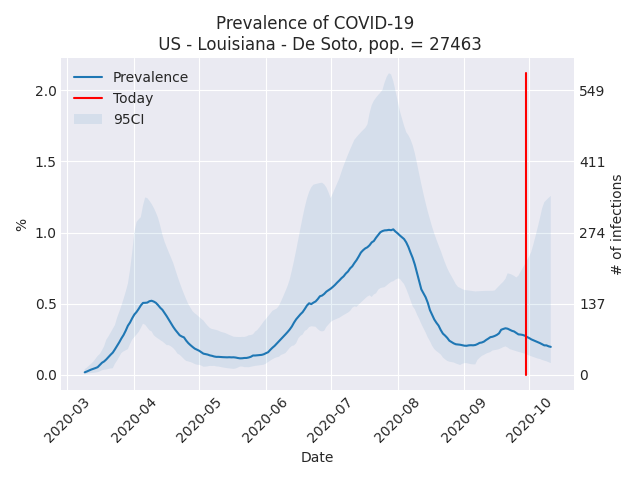 Prevalence of COVID-19
US - Louisiana - De Soto, pop. = 27463
Prevalence
Today
95CI
2.0
1.5
1.0
0.5
0.0
%
549
411
274
137
0
# of infections
2020-03
2020-04
2020-05
2020-06
2020-07
2020-08
2020-09
2020-10
Date